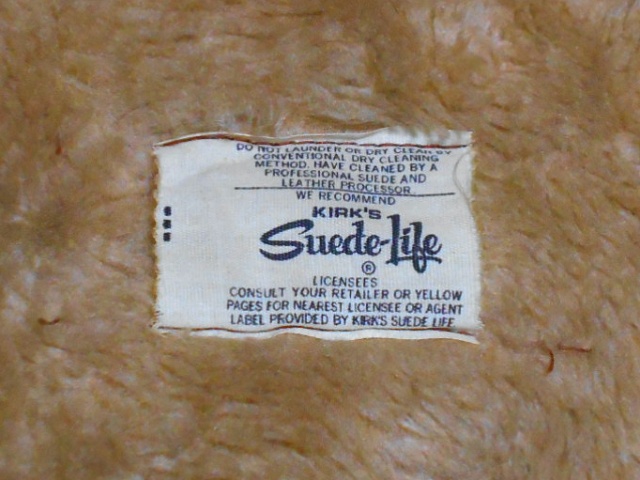 DO NOT LAUNDER OR DRY CLEAN BY
CONVENTIONAL DRY CLEANING
METHOD. HAVE CLEANED BY A
PROFESSIONAL SUEDE AND
LEATHER PROCESSOR
WE RECOMMEND
KIRK'S
Suede-Life
®
LICENSEES
CONSULT YOUR RETAILER OR YELLOW
PAGES FOR NEAREST LICENSEE OR AGENT
LABEL PROVIDED BY KIRK'S SUEDE LIFE